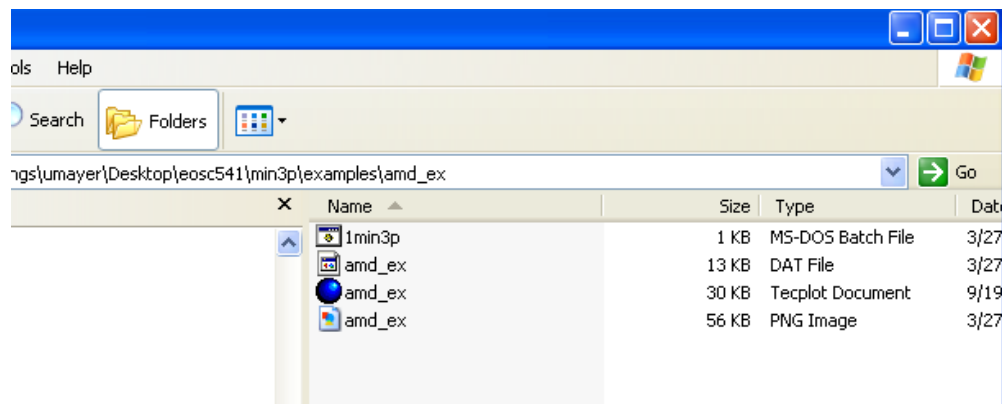 ols Help
Search Folders
ngs\umayer\Desktop\eosc541\min3p\examples\amd_ex Go
Name Size Type Date
1min3p 1 KB MS-DOS Batch File 3/27
amd_ex 13 KB DAT File 3/27
amd_ex 30 KB Tecplot Document 9/19
amd_ex 56 KB PNG Image 3/27